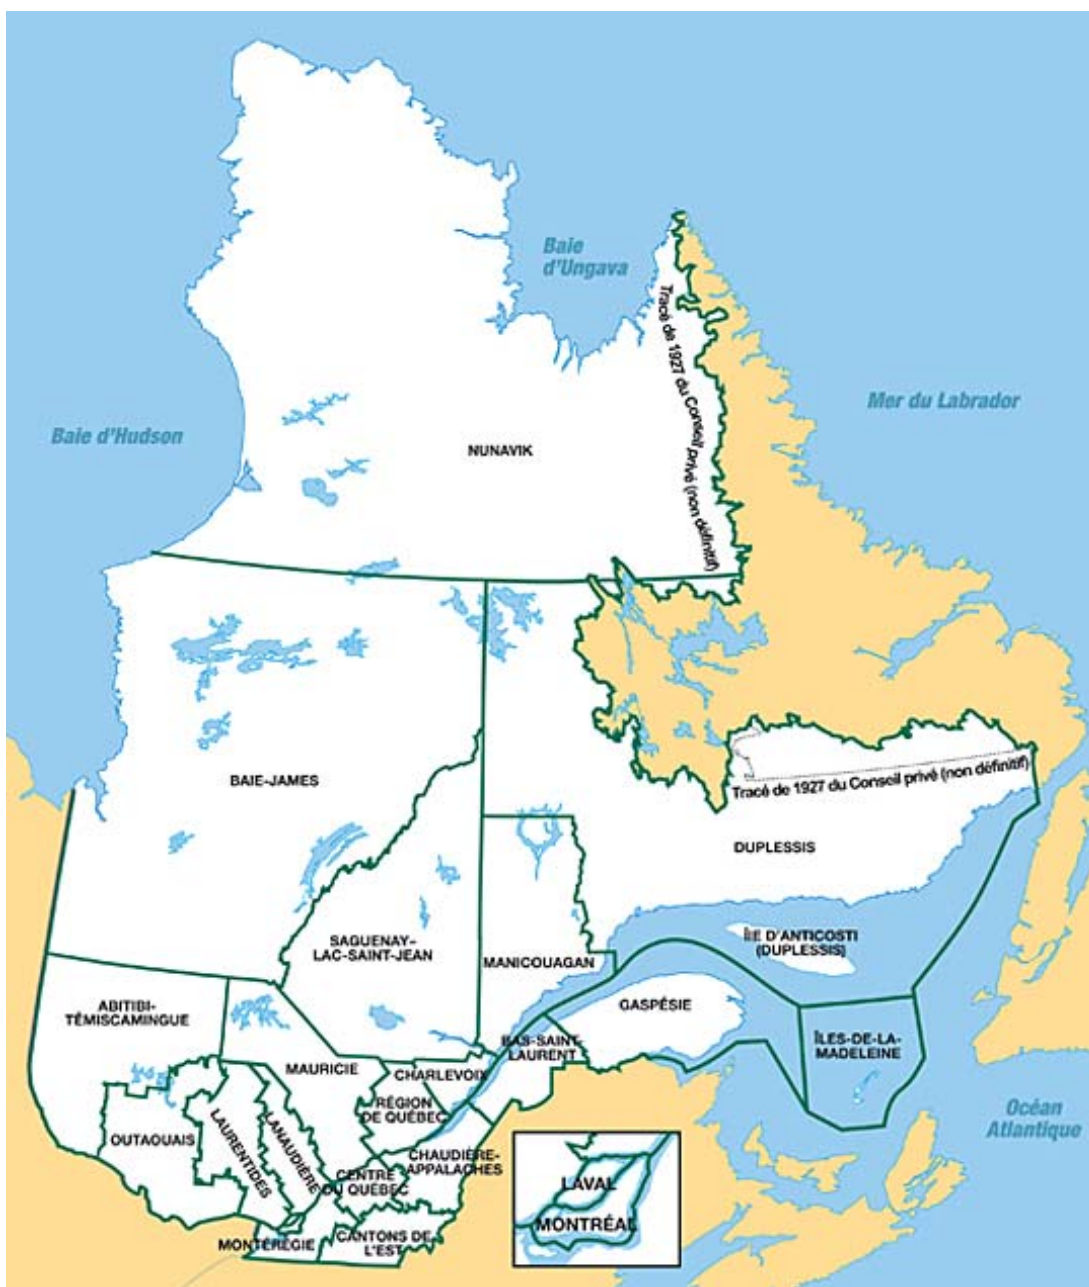 Baie
d'Ungava
Mer du Labrador
Baie d'Hudson
NUNAVIK
Tracé de 1927 du Conseil privé (non définitif)
BAIE-JAMES
Tracé de 1927 du Conseil privé (non définitif)
DUPLESSIS
SAGUENAY–
LAC-SAINT-JEAN
MANICOUAGAN
ÎLE D'ANTICOSTI
(DUPLESSIS)
ABITIBI-
TÉMISCAMINGUE
GASPÉSIE
BAS-SAINT-
LAURENT
ÎLES-DE-LA-
MADELEINE
MAURICIE
CHARLEVOIX
RÉGION
DE QUÉBEC
OUTAOUAIS
LAURENTIDES
LANAUDIÈRE
CHAUDIÈRE-
APPALACHES
CENTRE
DU QUÉBEC
Océan
Atlantique
LAVAL
MONTRÉAL
MONTÉRÉGIE
CANTONS DE
L'EST